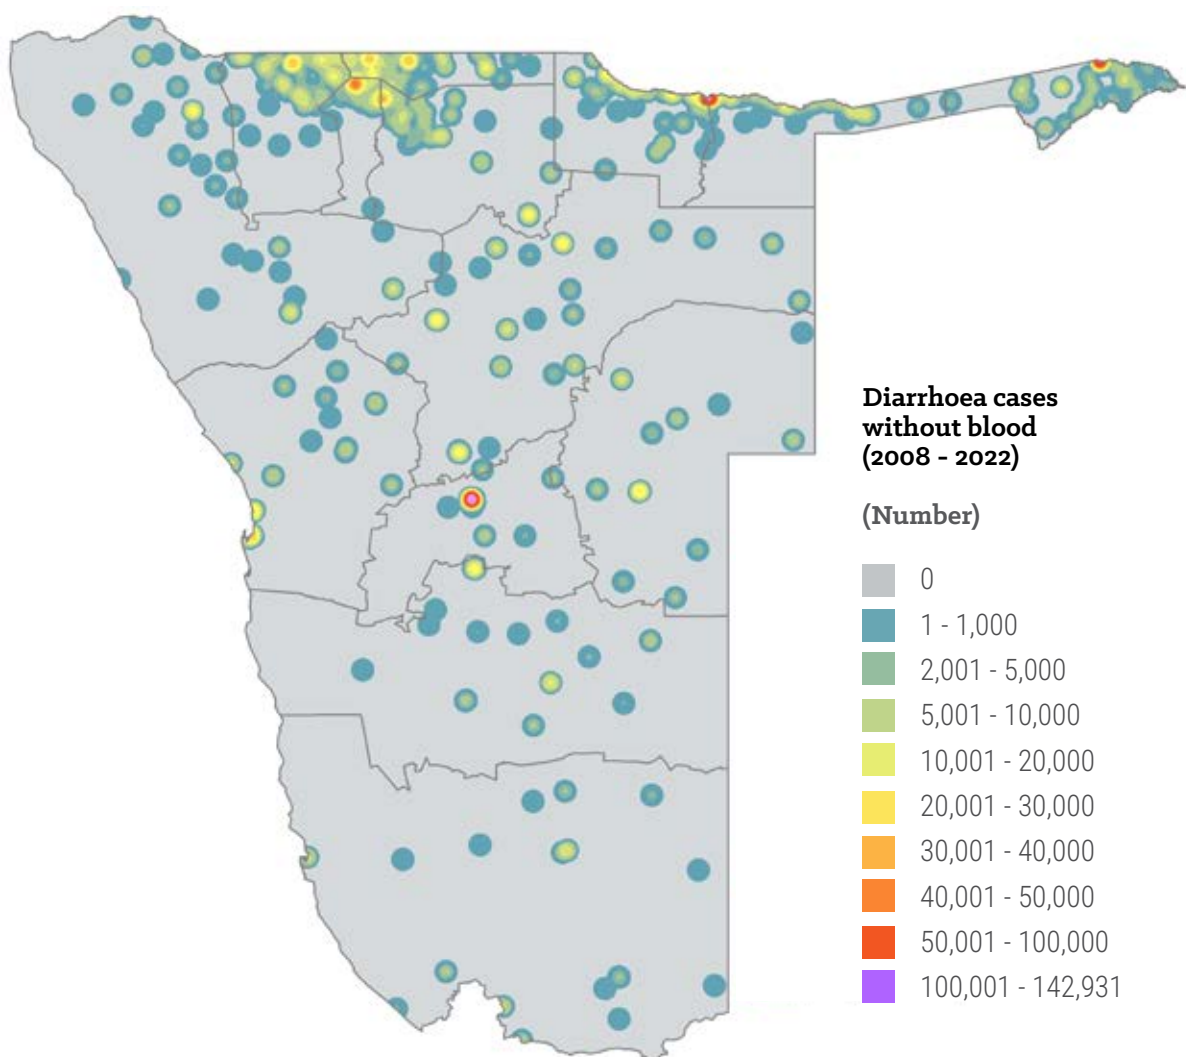 Diarrhoea cases
without blood
(2008 - 2022)
(Number)
0
1 - 1,000
2,001 - 5,000
5,001 - 10,000
10,001 - 20,000
20,001 - 30,000
30,001 - 40,000
40,001 - 50,000
50,001 - 100,000
100,001 - 142,931